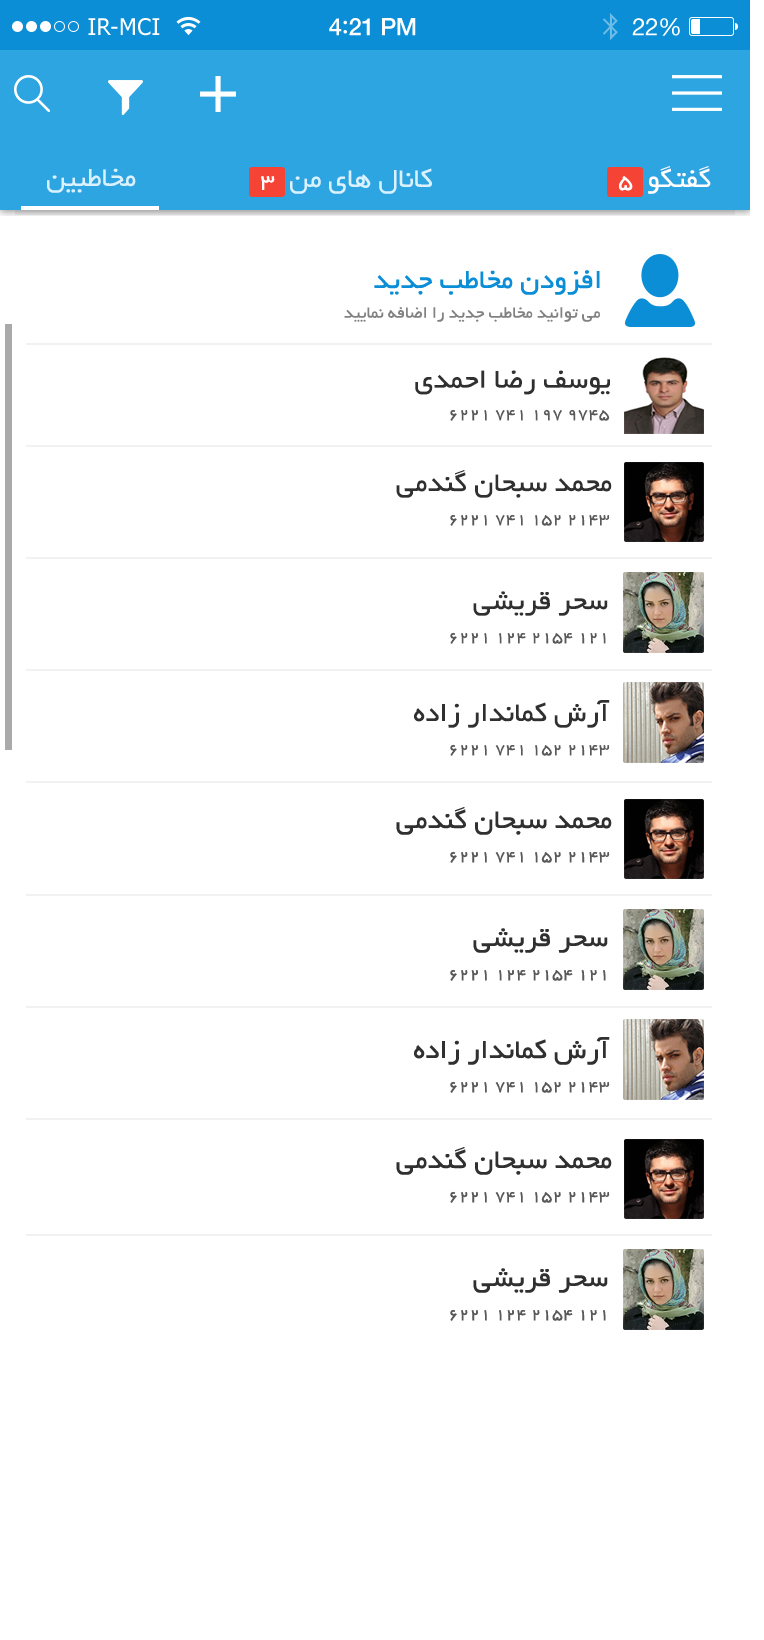 IR-MCI 4:21 PM 22%
گفتگو ۵ کانال های من ۳ مخاطبین
افزودن مخاطب جدید
می توانید مخاطب جدید را اضافه نمایید
یوسف رضا احمدی
۶۲۲۱ ۷۴۱ ۱۹۷ ۹۷۴۵
محمد سبحان گندمی
۶۲۲۱ ۷۴۱ ۱۵۲ ۲۱۴۳
سحر قریشی
۶۲۲۱ ۱۲۴ ۲۱۵۴ ۱۲۱
آرش کماندار زاده
۶۲۲۱ ۷۴۱ ۱۵۲ ۲۱۴۳
محمد سبحان گندمی
۶۲۲۱ ۷۴۱ ۱۵۲ ۲۱۴۳
سحر قریشی
۶۲۲۱ ۱۲۴ ۲۱۵۴ ۱۲۱
آرش کماندار زاده
۶۲۲۱ ۷۴۱ ۱۵۲ ۲۱۴۳
محمد سبحان گندمی
۶۲۲۱ ۷۴۱ ۱۵۲ ۲۱۴۳
سحر قریشی
۶۲۲۱ ۱۲۴ ۲۱۵۴ ۱۲۱